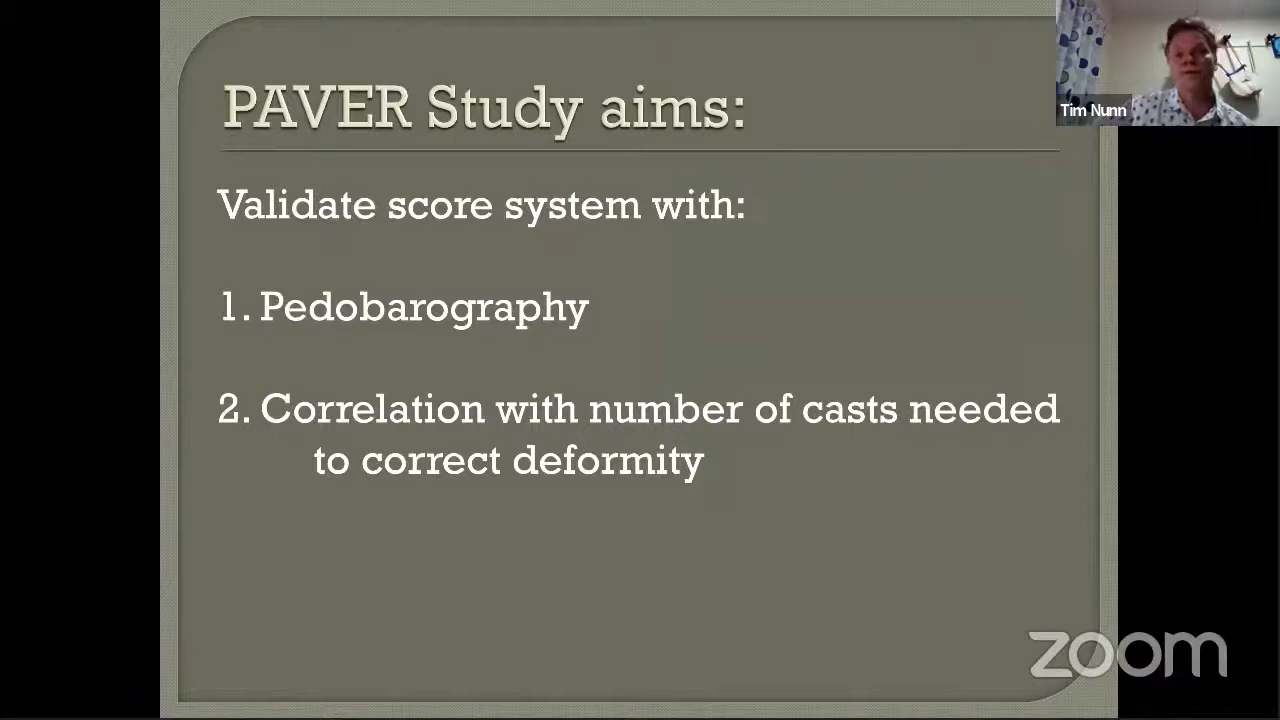 PAVER Study aims:
Tim Nunn
Validate score system with:
1. Pedobarography
2. Correlation with number of casts needed
to correct deformity
zoom